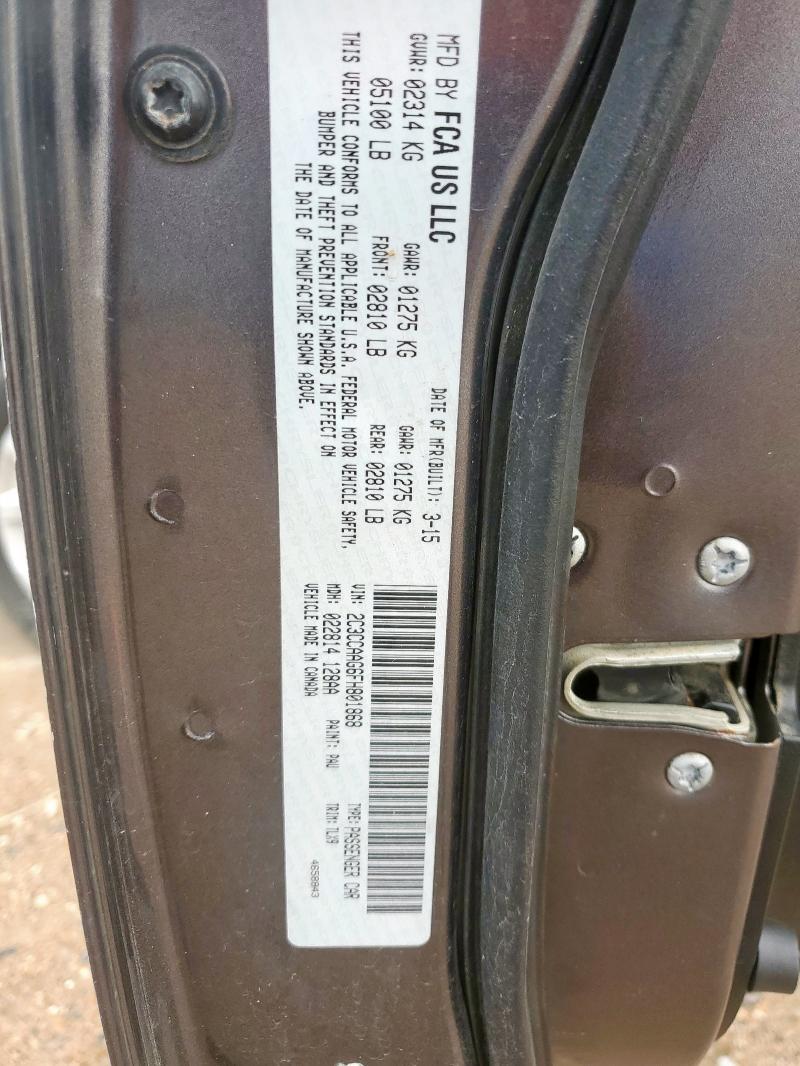 MFD BY FCA US LLC
DATE OF MFR(BUILT): 3-15
GVWR: 02314 KG
GAWR: 01275 KG
GAWR: 01275 KG
05100 LB
FRONT: 02810 LB
REAR: 02810 LB
THIS VEHICLE CONFORMS TO ALL APPLICABLE U.S.A. FEDERAL MOTOR VEHICLE SAFETY,
BUMPER AND THEFT PREVENTION STANDARDS IN EFFECT ON
THE DATE OF MANUFACTURE SHOWN ABOVE.
VIN: 2C3CCAAG6FH801868
TYPE: PASSENGER CAR
MDH: 022814 128AA
PAINT: PAU
TRIM: TLX9
VEHICLE MADE IN CANADA
4658843